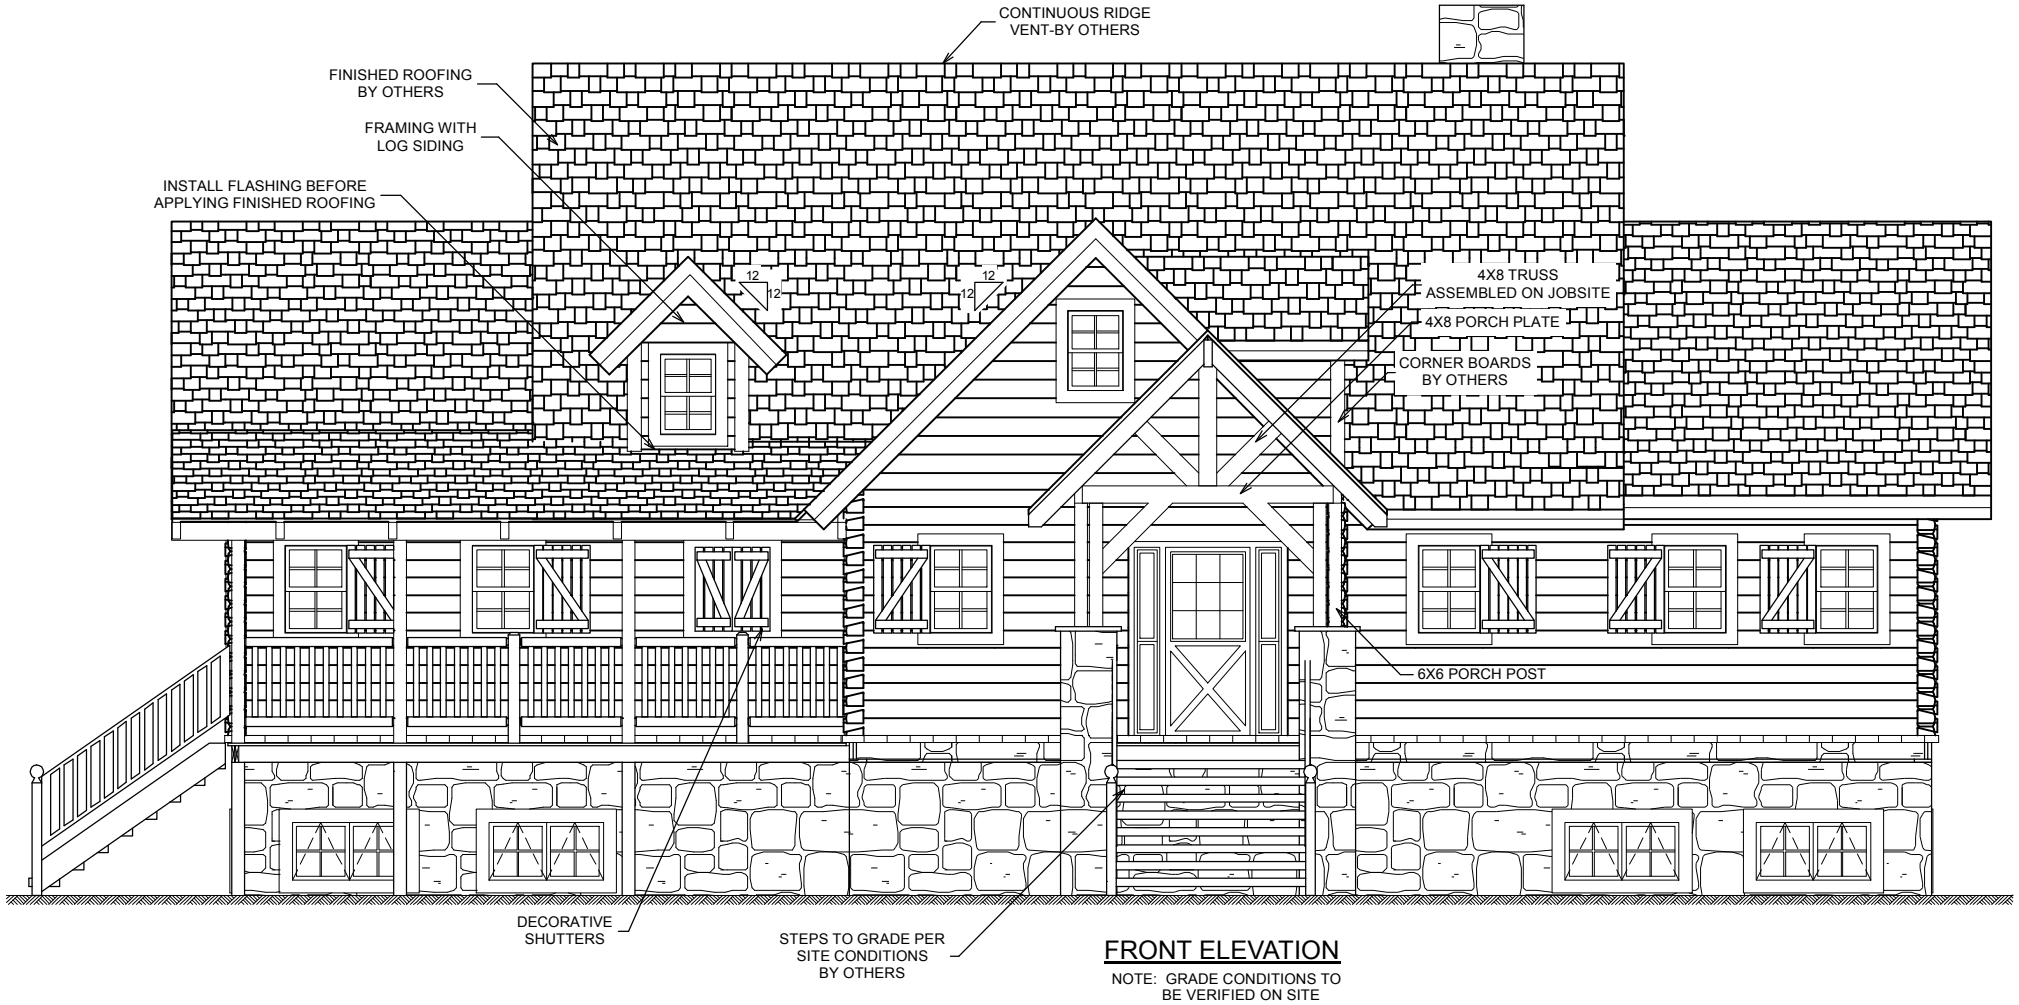 CONTINUOUS RIDGE
VENT-BY OTHERS
FINISHED ROOFING
BY OTHERS
FRAMING WITH
LOG SIDING
INSTALL FLASHING BEFORE
APPLYING FINISHED ROOFING
12
12
12
12
4X8 TRUSS
ASSEMBLED ON JOBSITE
4X8 PORCH PLATE
CORNER BOARDS
BY OTHERS
6X6 PORCH POST
DECORATIVE
SHUTTERS
STEPS TO GRADE PER
SITE CONDITIONS
BY OTHERS
FRONT ELEVATION
NOTE: GRADE CONDITIONS TO
BE VERIFIED ON SITE